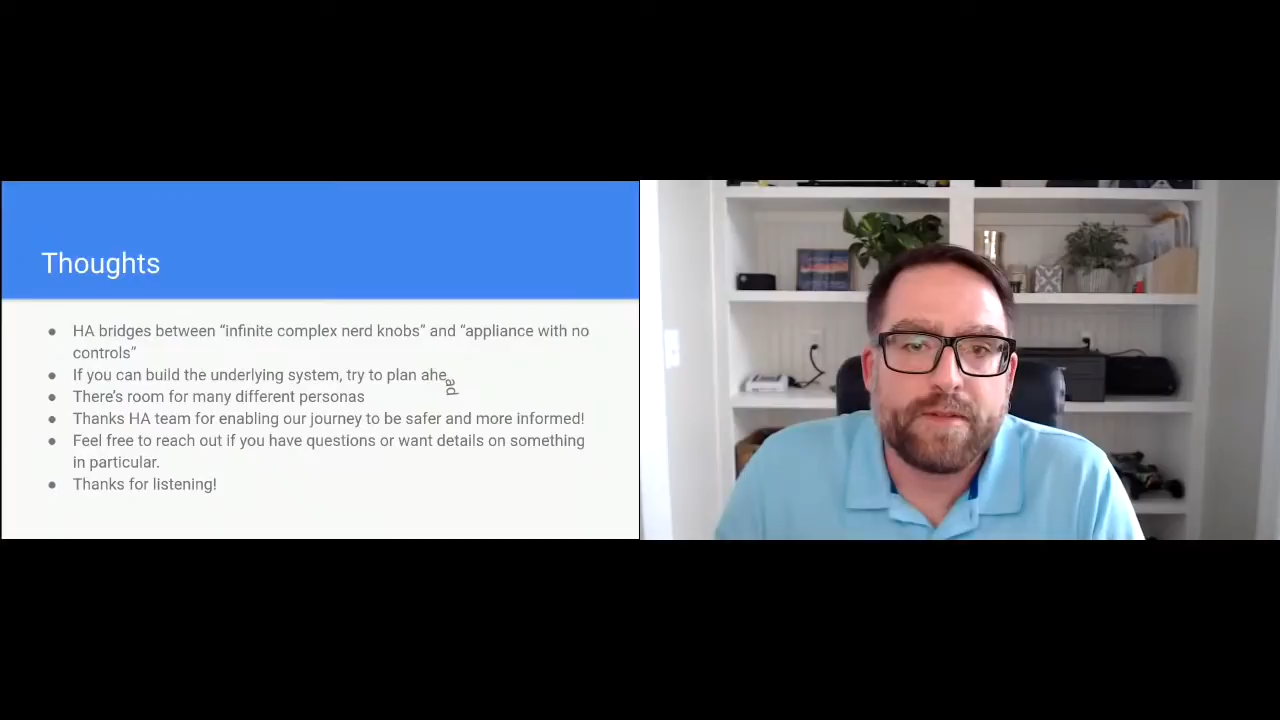 Thoughts
● HA bridges between “infinite complex nerd knobs” and “appliance with no
controls”
● If you can build the underlying system, try to plan ahead
● There’s room for many different personas
● Thanks HA team for enabling our journey to be safer and more informed!
● Feel free to reach out if you have questions or want details on something
in particular.
● Thanks for listening!